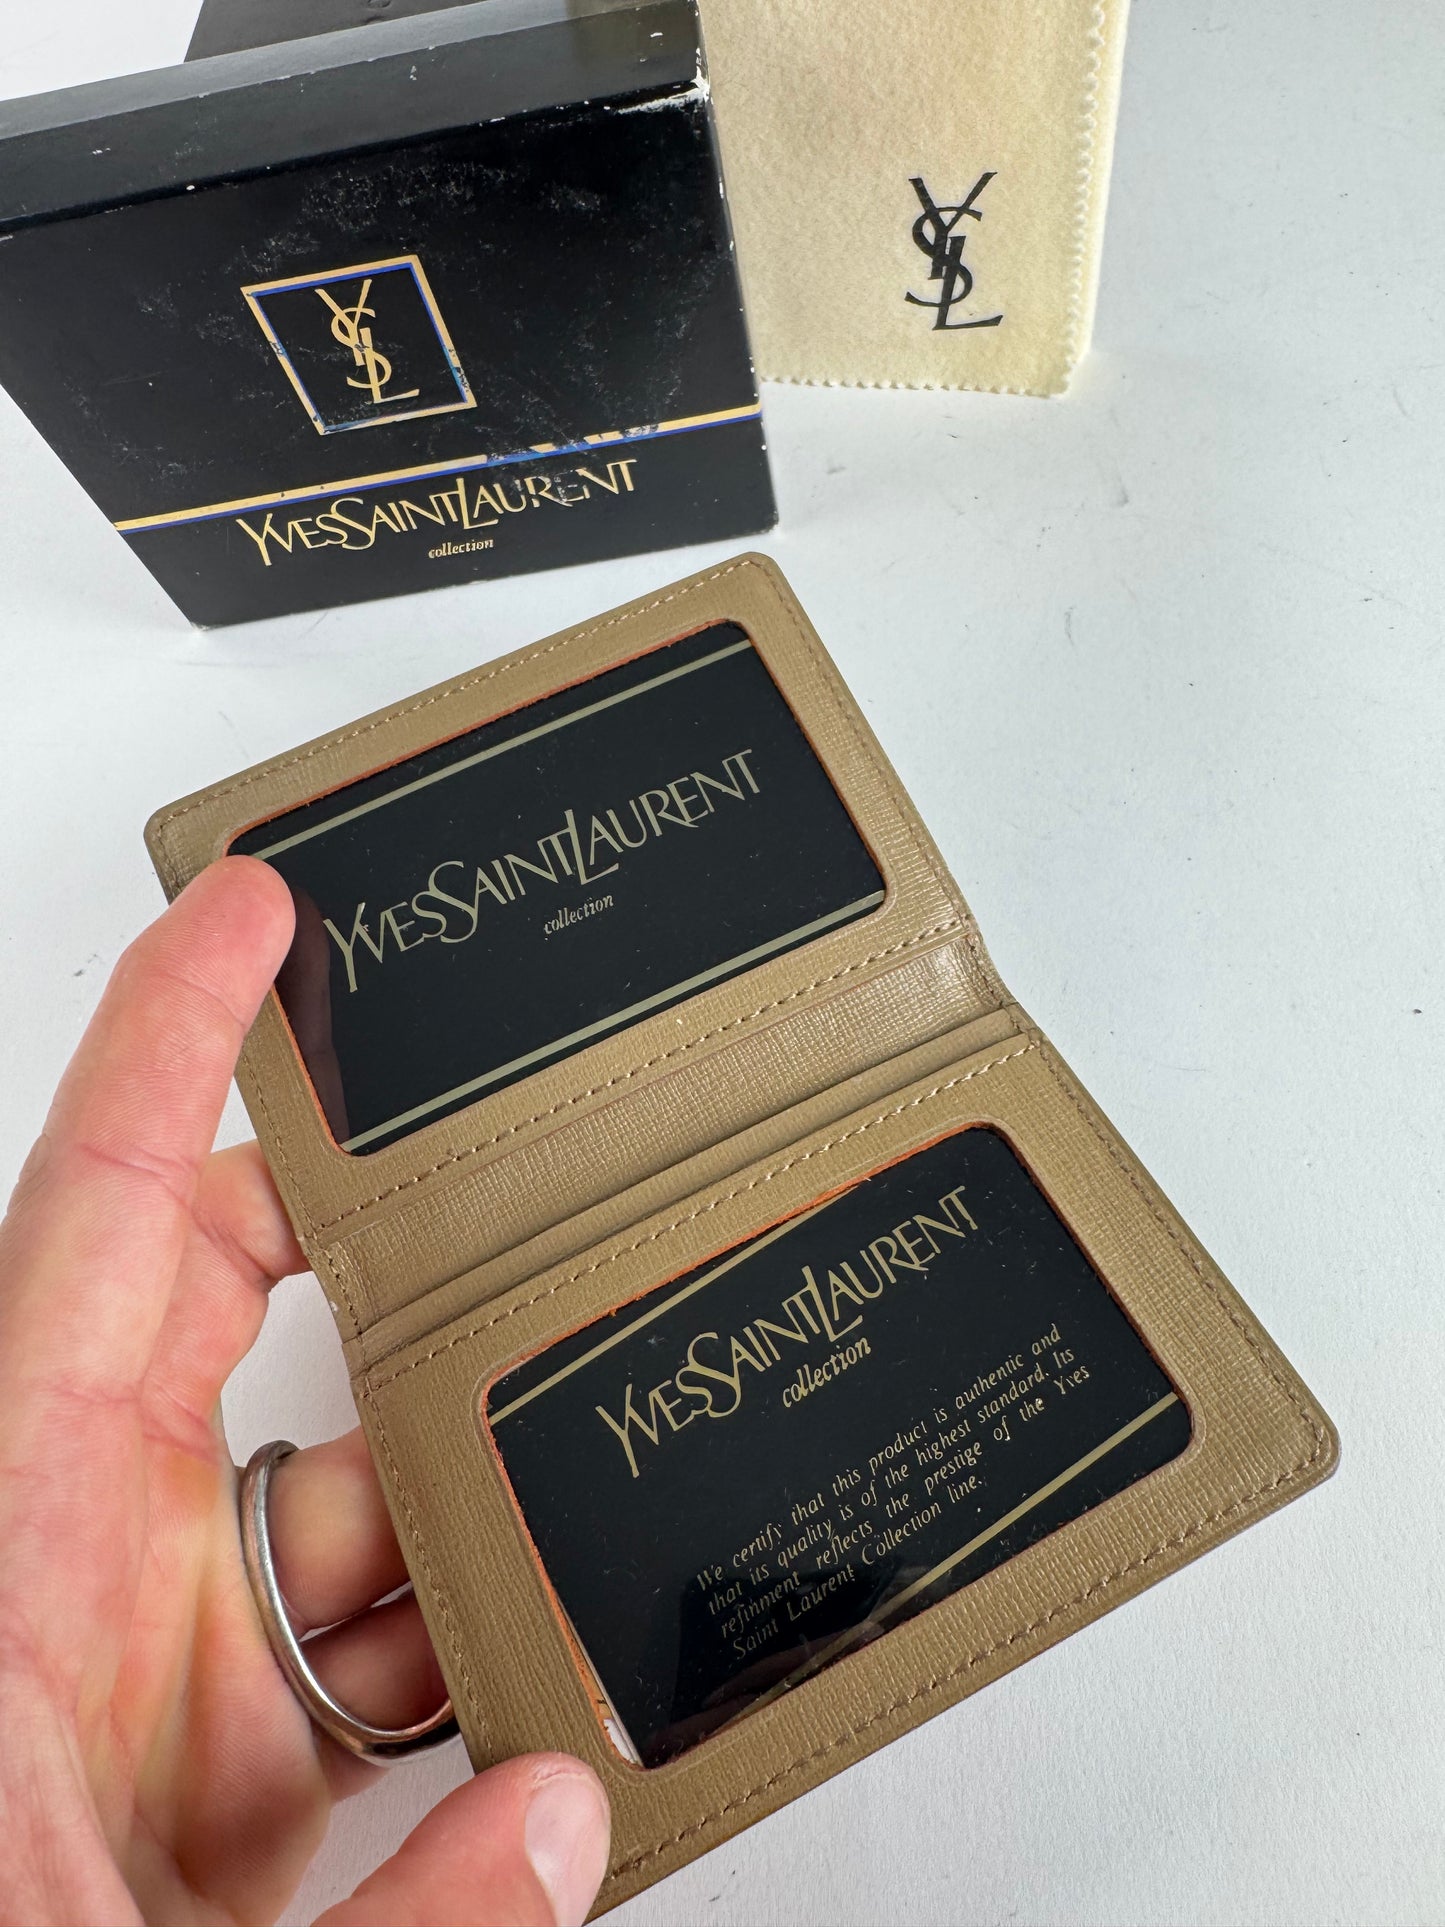 YSL
YSL
YVESSAINTLAURENT
collection
YVESSAINTLAURENT
collection
YVESSAINTLAURENT
collection
We certify that this product is authentic and
that its quality is of the highest standard. Its
refinment reflects the prestige of the Yves
Saint Laurent Collection line.